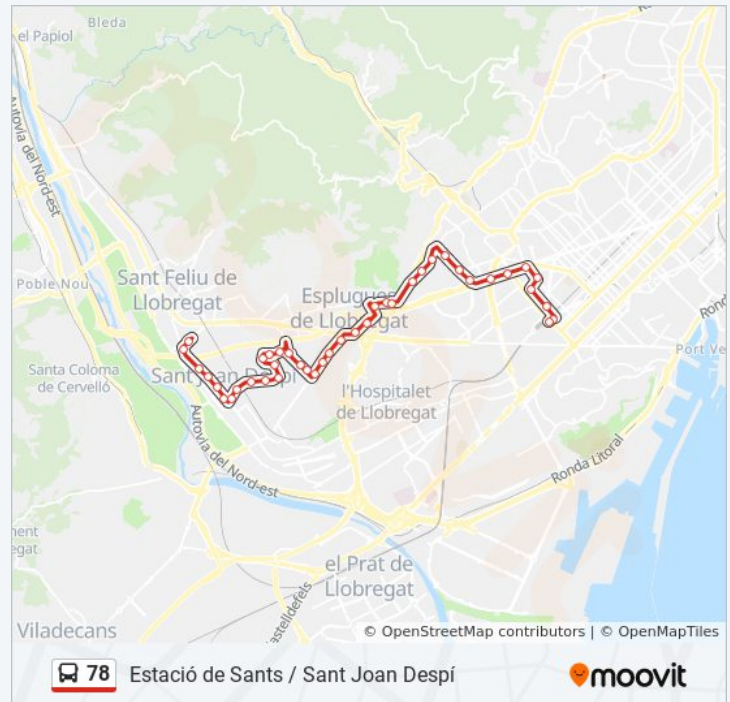 Bleda
el Papiol
Autovia del Nord-est
Poble Nou
Sant Feliu de
Llobregat
Esplugues
de Llobregat
Santa Coloma
de Cervelló
Sant Joan Despí
l'Hospitalet
de Llobregat
Port Ve
Autovia del Nord-est
Ronda Litoral
el Prat de
Llobregat
astelldefels
Viladecans
© OpenStreetMap contributors | © OpenMapTiles
78 Estació de Sants / Sant Joan Despí
moovit